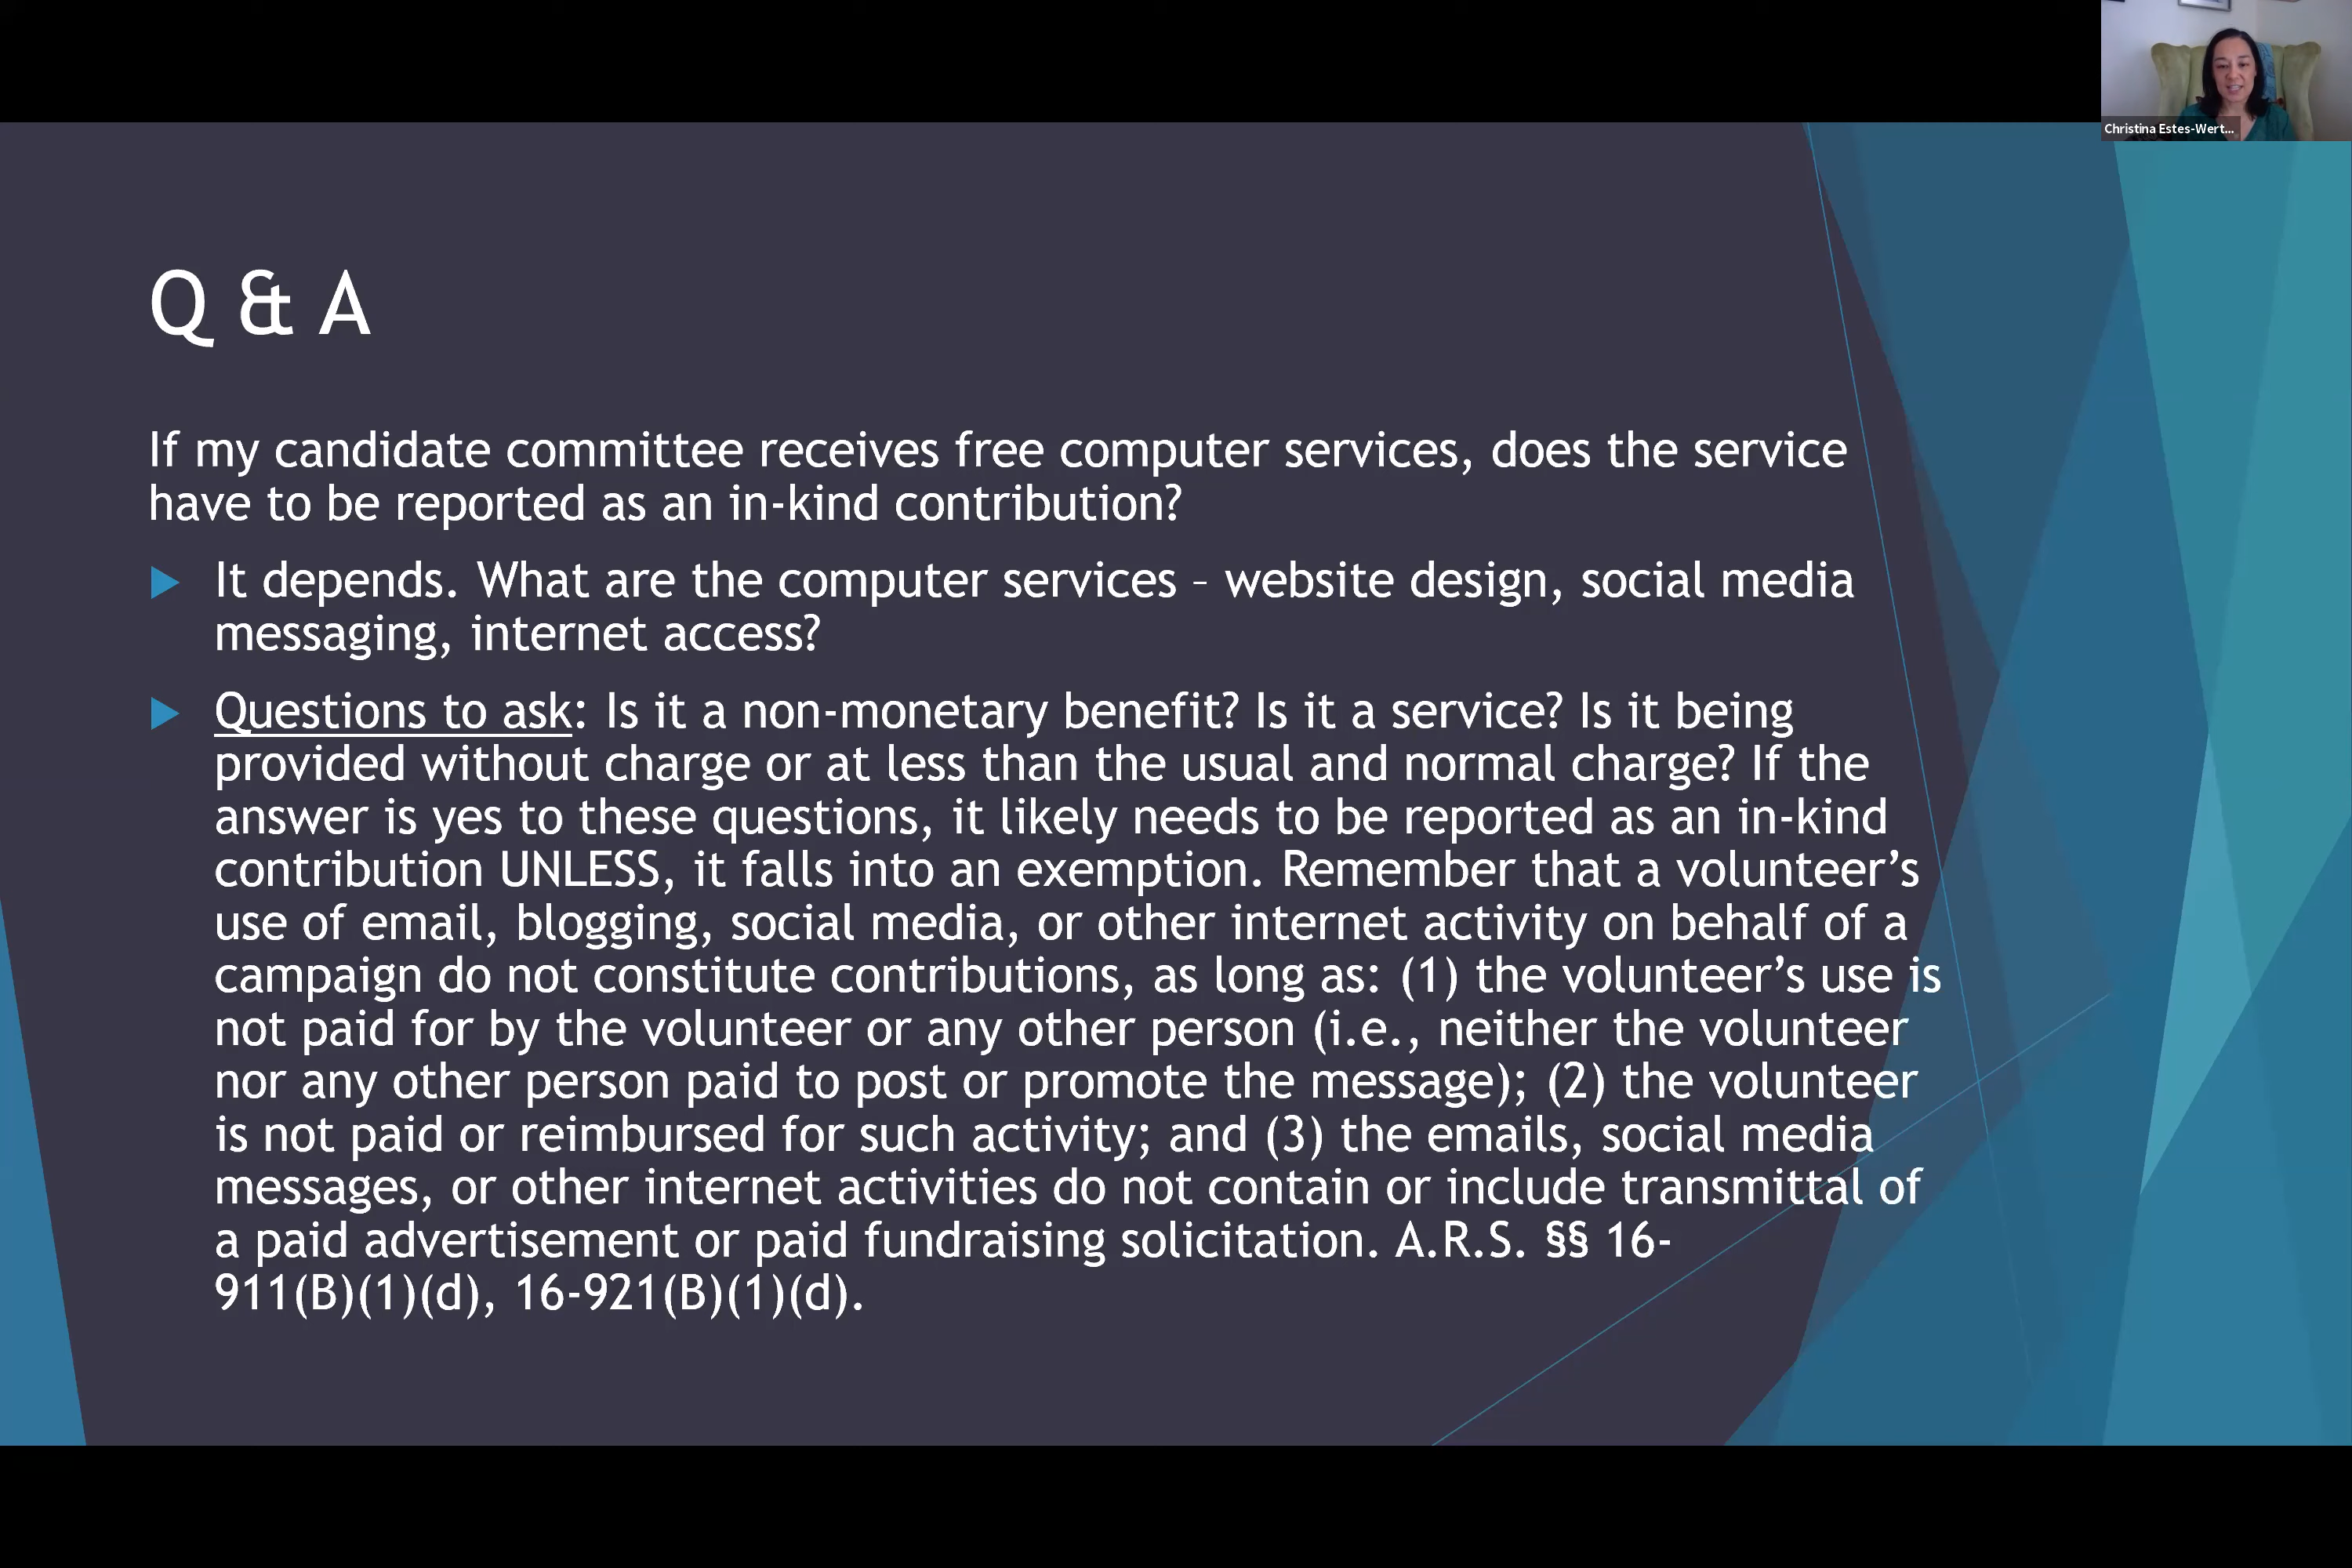 Christina Estes-Wert...
Q & A
If my candidate committee receives free computer services, does the service
have to be reported as an in-kind contribution?
It depends. What are the computer services – website design, social media
messaging, internet access?
Questions to ask: Is it a non-monetary benefit? Is it a service? Is it being
provided without charge or at less than the usual and normal charge? If the
answer is yes to these questions, it likely needs to be reported as an in-kind
contribution UNLESS, it falls into an exemption. Remember that a volunteer’s
use of email, blogging, social media, or other internet activity on behalf of a
campaign do not constitute contributions, as long as: (1) the volunteer’s use is
not paid for by the volunteer or any other person (i.e., neither the volunteer
nor any other person paid to post or promote the message); (2) the volunteer
is not paid or reimbursed for such activity; and (3) the emails, social media
messages, or other internet activities do not contain or include transmittal of
a paid advertisement or paid fundraising solicitation. A.R.S. §§ 16-
911(B)(1)(d), 16-921(B)(1)(d).